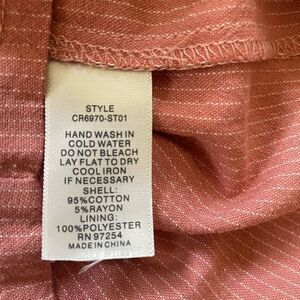 STYLE
CR6970-ST01
HAND WASH IN
COLD WATER
DO NOT BLEACH
LAY FLAT TO DRY
COOL IRON
IF NECESSARY
SHELL:
95%COTTON
5%RAYON
LINING:
100%POLYESTER
RN 97254
MADE IN CHINA